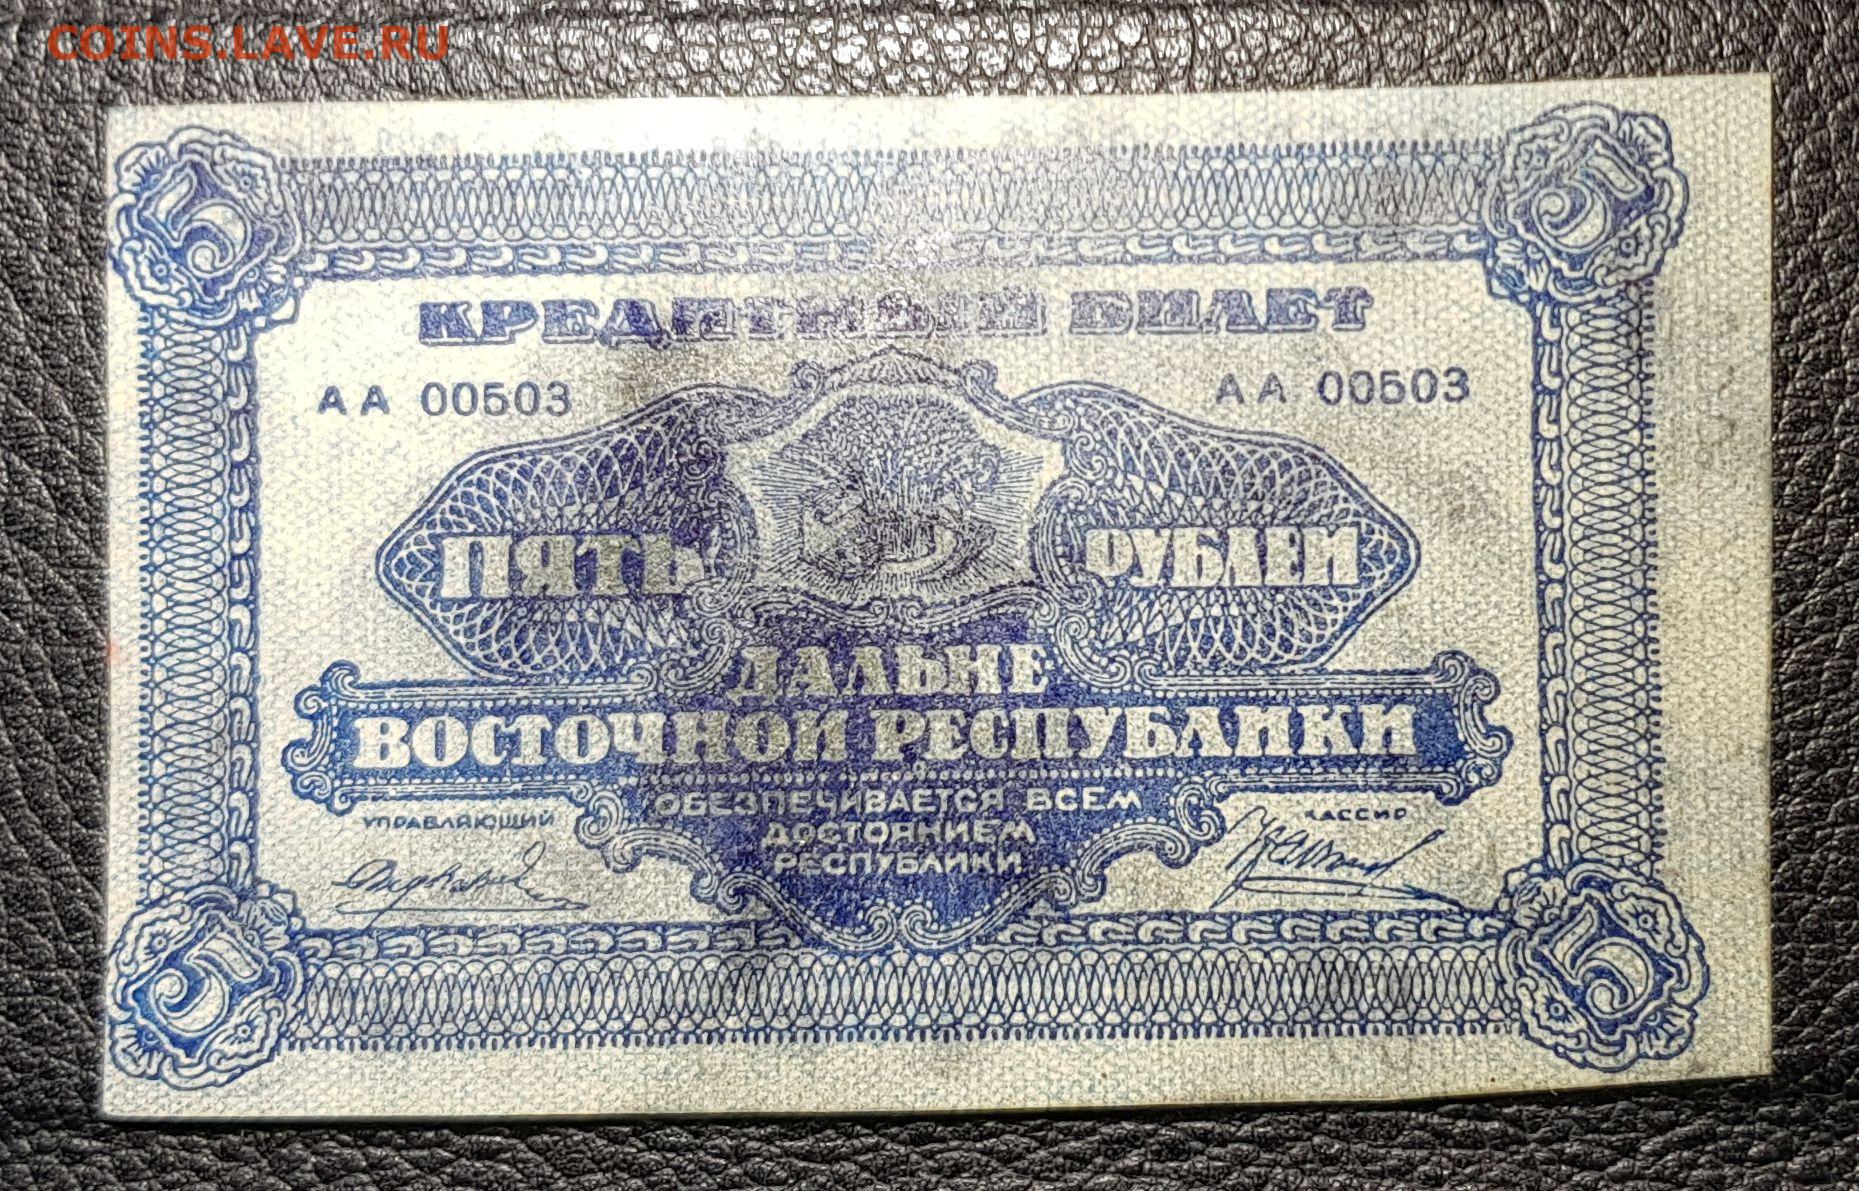 COINS.LAVE.RU
5 5
КРЕДИТНЫЙ БИЛЕТ
АА 00503 АА 00503
ПЯТЬ РУБЛЕЙ
ДАЛЬНЕ
ВОСТОЧНОЙ РЕСПУБЛИКИ
ОБЕЗПЕЧИВАЕТСЯ ВСЕМ
УПРАВЛЯЮЩИЙ ДОСТОЯНИЕМ КАССИР
РЕСПУБЛИКИ
5 5